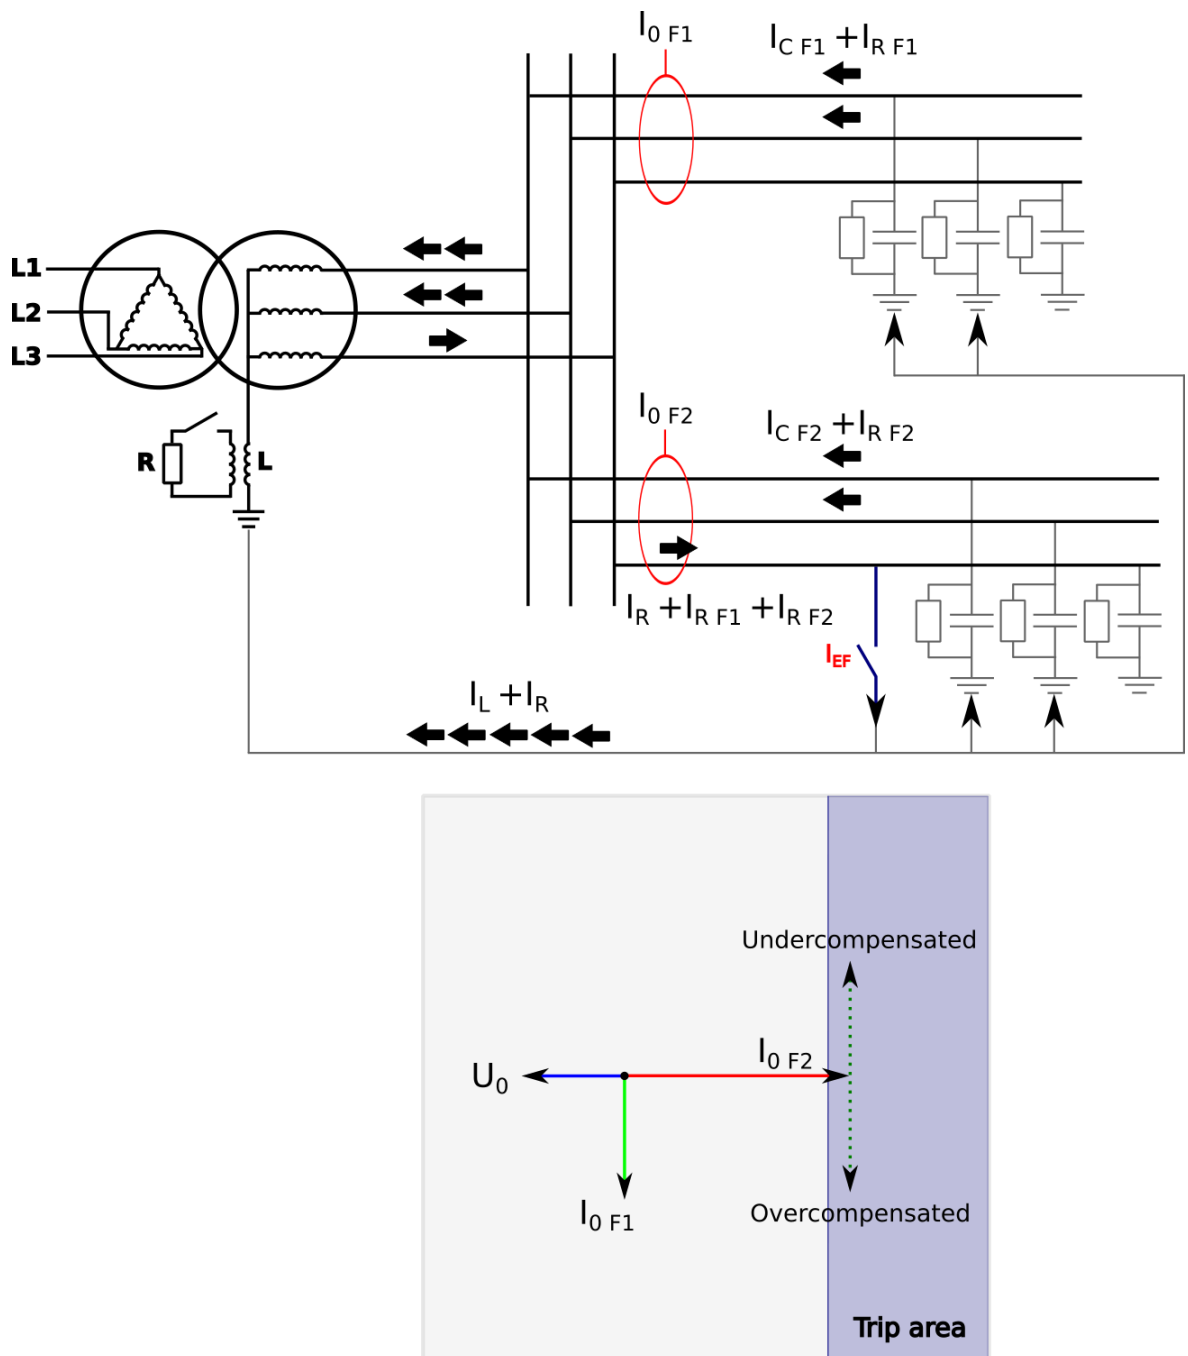 I0 F1
IC F1 +IR F1
L1
L2
L3
I0 F2
IC F2 +IR F2
R
L
IR +IR F1 +IR F2
IEF
IL +IR
Undercompensated
I0 F2
U0
I0 F1
Overcompensated
Trip area